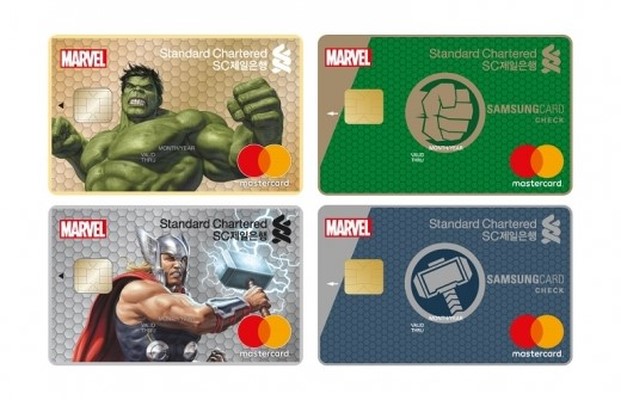 MARVEL
Standard Chartered
SC제일은행
MONTH/YEAR
VALID
THRU
mastercard
MARVEL
Standard Chartered
SC제일은행
SAMSUNGCARD
CHECK
MONTH/YEAR
VALID
THRU
mastercard
MARVEL
Standard Chartered
SC제일은행
MONTH/YEAR
VALID
THRU
mastercard
MARVEL
Standard Chartered
SC제일은행
SAMSUNGCARD
CHECK
MONTH/YEAR
VALID
THRU
mastercard